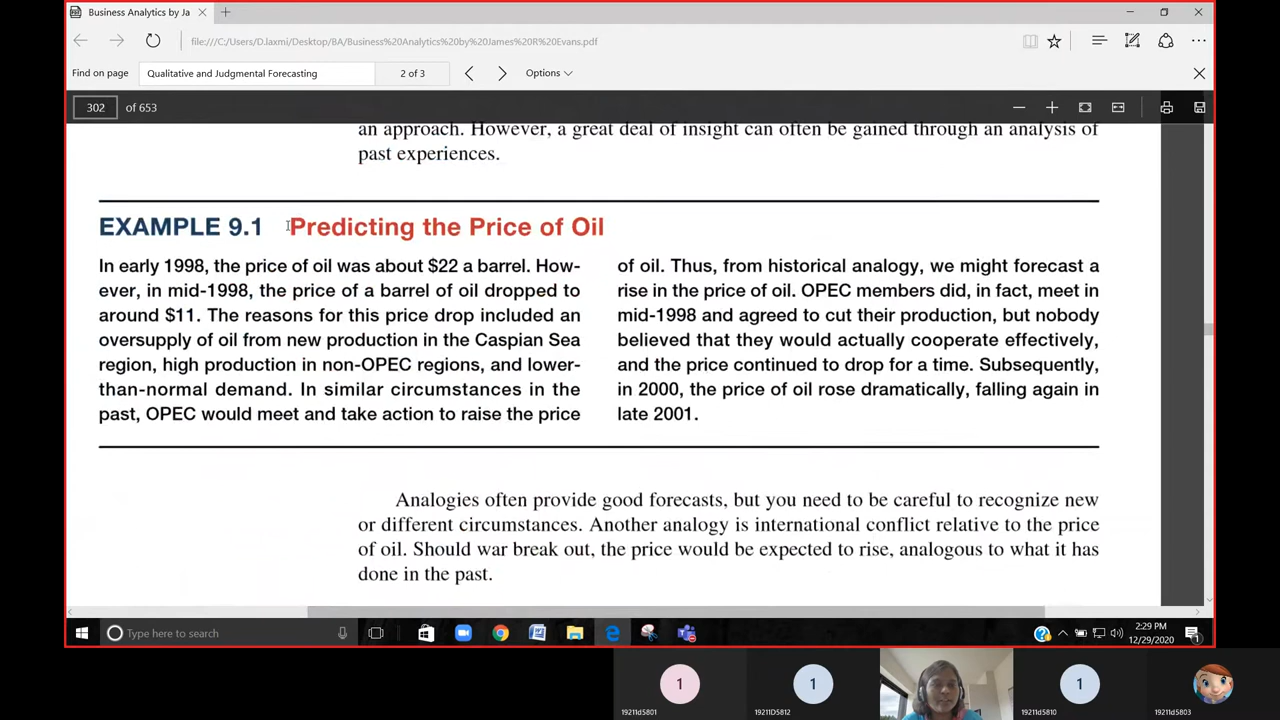 Business Analytics by Ja
file:///C:/Users/D.laxmi/Desktop/BA/Business%20Analytics%20by%20James%20R%20Evans.pdf
Find on page
Qualitative and Judgmental Forecasting
2 of 3
Options
302 of 653
an approach. However, a great deal of insight can often be gained through an analysis of
past experiences.
EXAMPLE 9.1 Predicting the Price of Oil
In early 1998, the price of oil was about $22 a barrel. How-
ever, in mid-1998, the price of a barrel of oil dropped to
around $11. The reasons for this price drop included an
oversupply of oil from new production in the Caspian Sea
region, high production in non-OPEC regions, and lower-
than-normal demand. In similar circumstances in the
past, OPEC would meet and take action to raise the price
of oil. Thus, from historical analogy, we might forecast a
rise in the price of oil. OPEC members did, in fact, meet in
mid-1998 and agreed to cut their production, but nobody
believed that they would actually cooperate effectively,
and the price continued to drop for a time. Subsequently,
in 2000, the price of oil rose dramatically, falling again in
late 2001.
Analogies often provide good forecasts, but you need to be careful to recognize new
or different circumstances. Another analogy is international conflict relative to the price
of oil. Should war break out, the price would be expected to rise, analogous to what it has
done in the past.
Type here to search
2:29 PM
12/29/2020
1
1
1
1
19211d5801
19211D5812
19211d5810
19211d5803